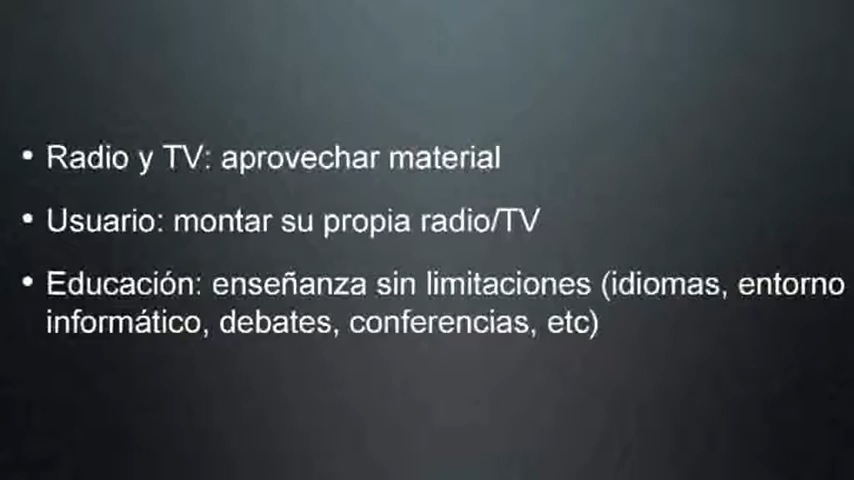 • Radio y TV: aprovechar material
• Usuario: montar su propia radio/TV
• Educación: enseñanza sin limitaciones (idiomas, entorno
informático, debates, conferencias, etc)